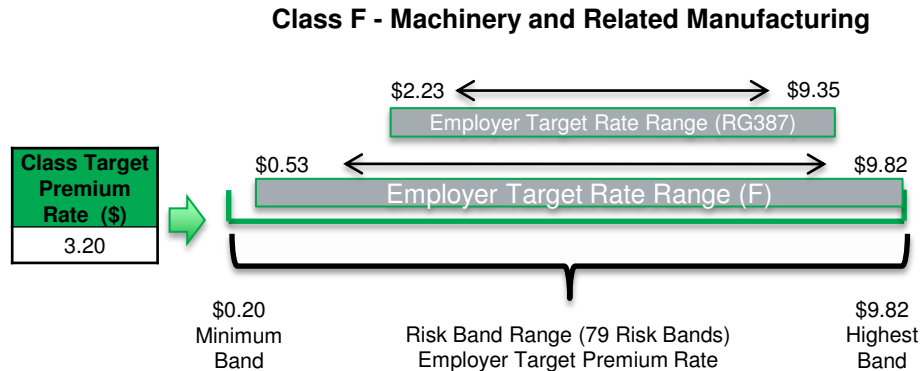 Class F - Machinery and Related Manufacturing
$2.23
$9.35
Employer Target Rate Range (RG387)
$0.53
$9.82
Employer Target Rate Range (F)
Class Target
Premium
Rate ($)
3.20
$0.20
Minimum
Band
Risk Band Range (79 Risk Bands)
Employer Target Premium Rate
$9.82
Highest
Band